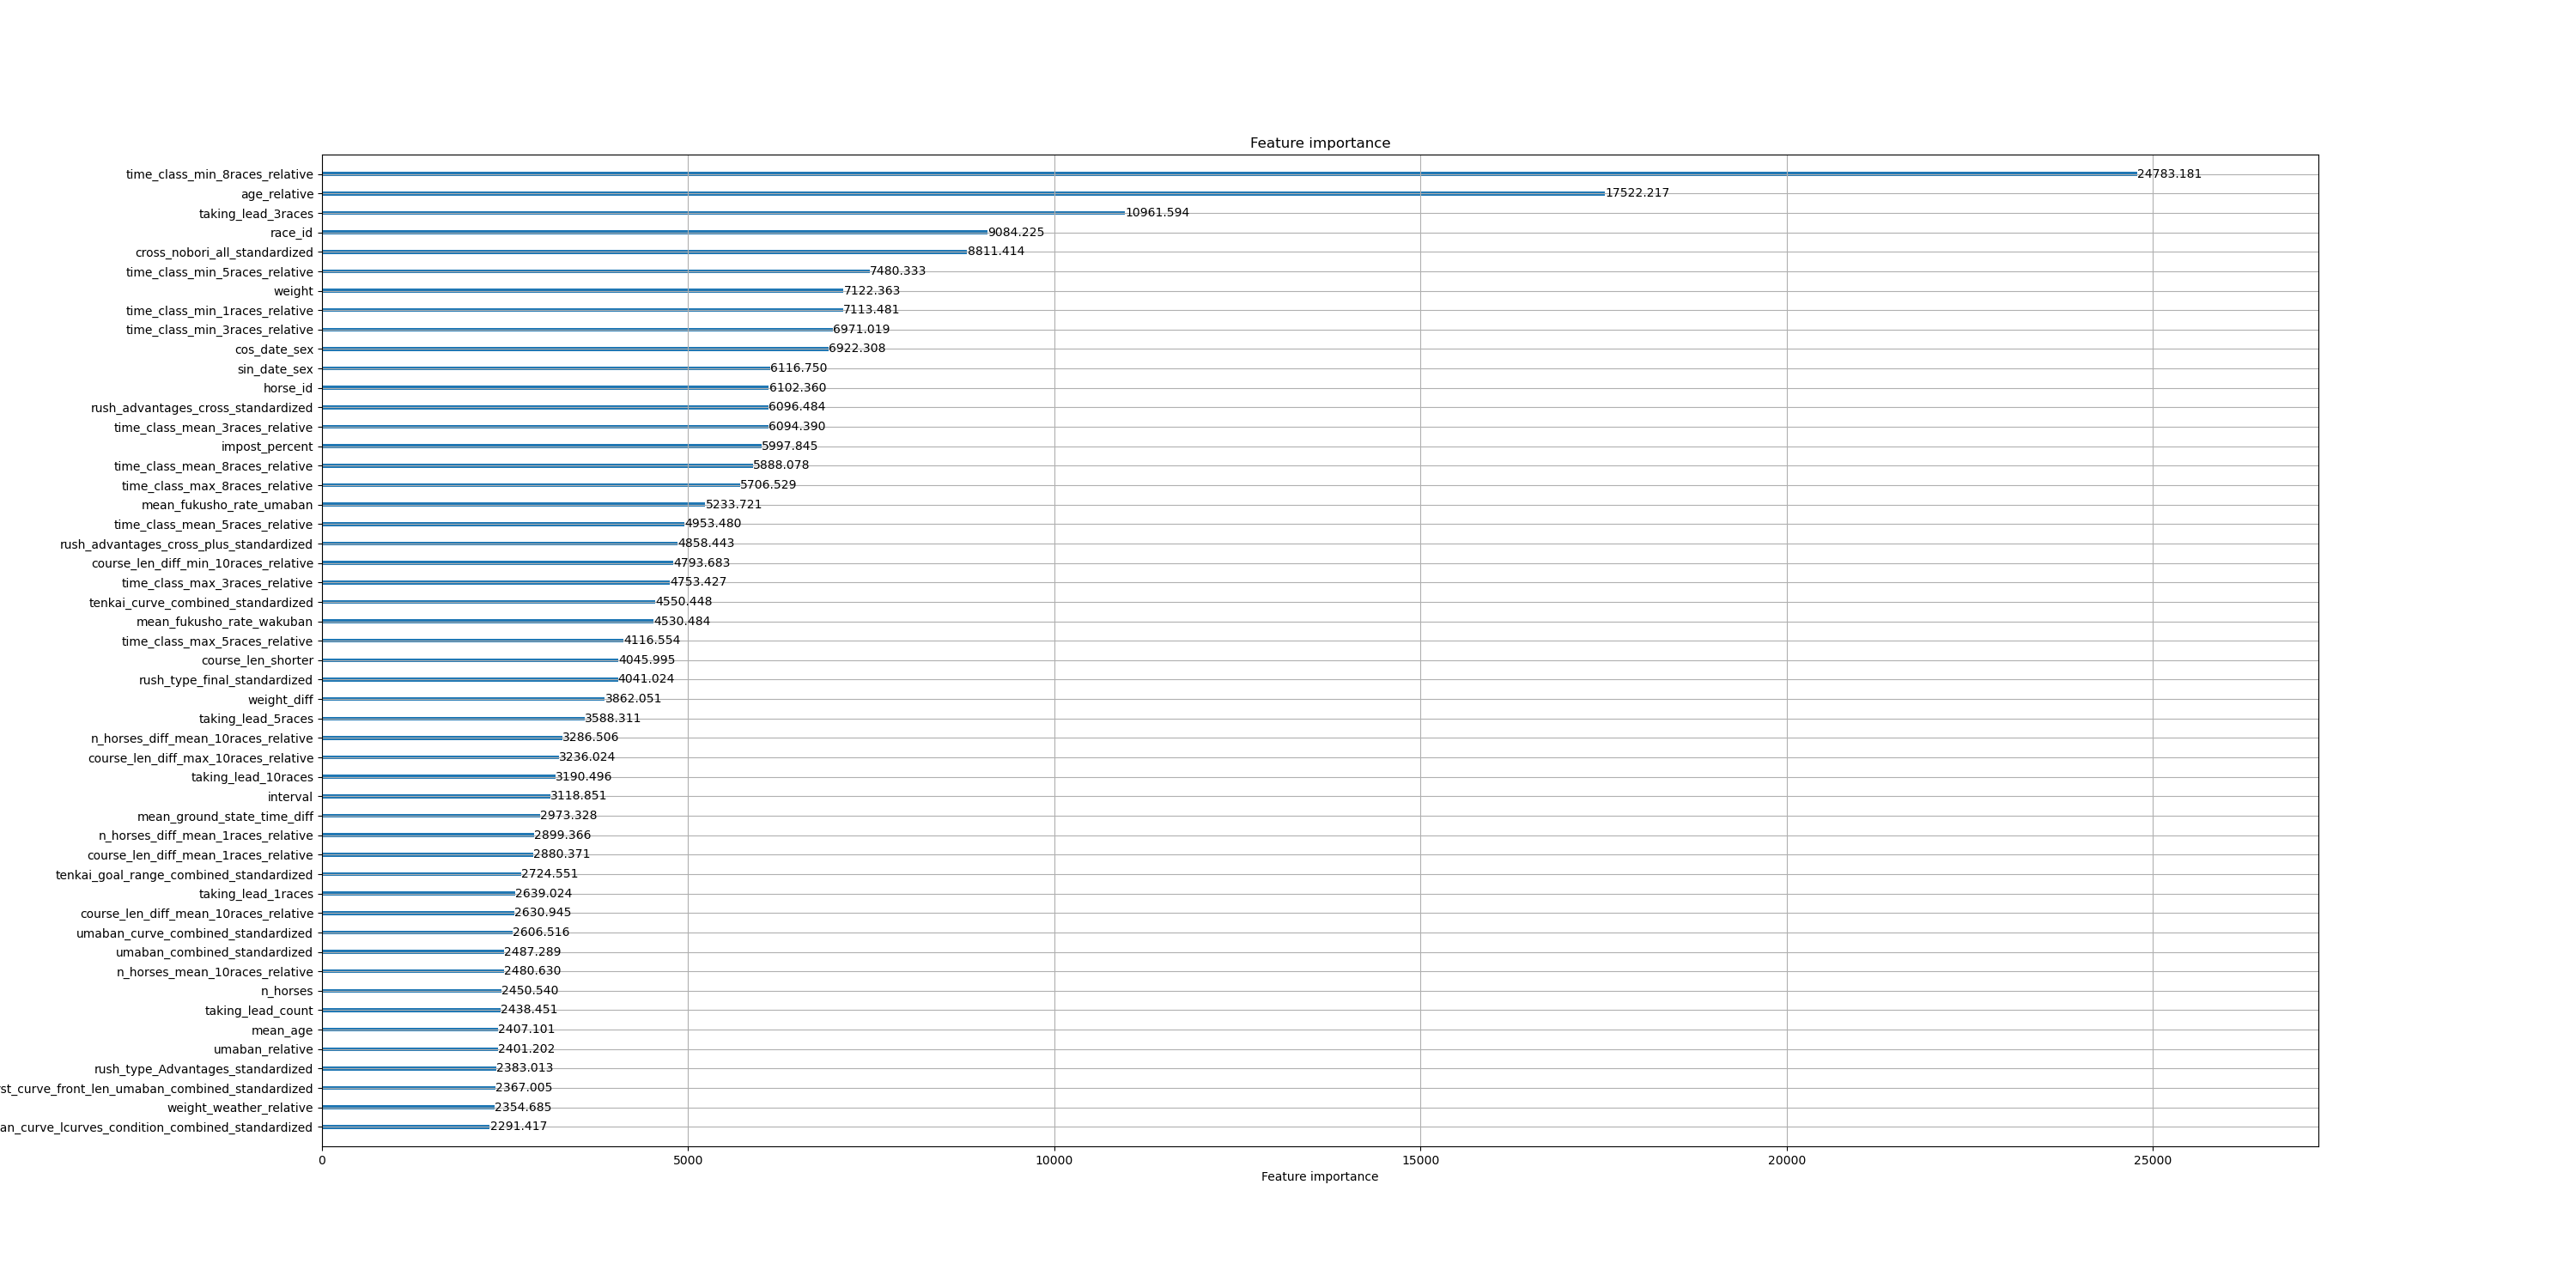 Feature importance
time_class_min_8races_relative 24783.181
age_relative 17522.217
taking_lead_3races 10961.594
race_id 9084.225
cross_nobori_all_standardized 8811.414
time_class_min_5races_relative 7480.333
weight 7122.363
time_class_min_1races_relative 7113.481
time_class_min_3races_relative 6971.019
cos_date_sex 6922.308
sin_date_sex 6116.750
horse_id 6102.360
rush_advantages_cross_standardized 6096.484
time_class_mean_3races_relative 6094.390
impost_percent 5997.845
time_class_mean_8races_relative 5888.078
time_class_max_8races_relative 5706.529
mean_fukusho_rate_umaban 5233.721
time_class_mean_5races_relative 4953.480
rush_advantages_cross_plus_standardized 4858.443
course_len_diff_min_10races_relative 4793.683
time_class_max_3races_relative 4753.427
tenkai_curve_combined_standardized 4550.448
mean_fukusho_rate_wakuban 4530.484
time_class_max_5races_relative 4116.554
course_len_shorter 4045.995
rush_type_final_standardized 4041.024
weight_diff 3862.051
taking_lead_5races 3588.311
n_horses_diff_mean_10races_relative 3286.506
course_len_diff_max_10races_relative 3236.024
taking_lead_10races 3190.496
interval 3118.851
mean_ground_state_time_diff 2973.328
n_horses_diff_mean_1races_relative 2899.366
course_len_diff_mean_1races_relative 2880.371
tenkai_goal_range_combined_standardized 2724.551
taking_lead_1races 2639.024
course_len_diff_mean_10races_relative 2630.945
umaban_curve_combined_standardized 2606.516
umaban_combined_standardized 2487.289
n_horses_mean_10races_relative 2480.630
n_horses 2450.540
taking_lead_count 2438.451
mean_age 2407.101
umaban_relative 2401.202
rush_type_Advantages_standardized 2383.013
st_curve_front_len_umaban_combined_standardized 2367.005
weight_weather_relative 2354.685
an_curve_lcurves_condition_combined_standardized 2291.417
0 5000 10000 15000 20000 25000
Feature importance